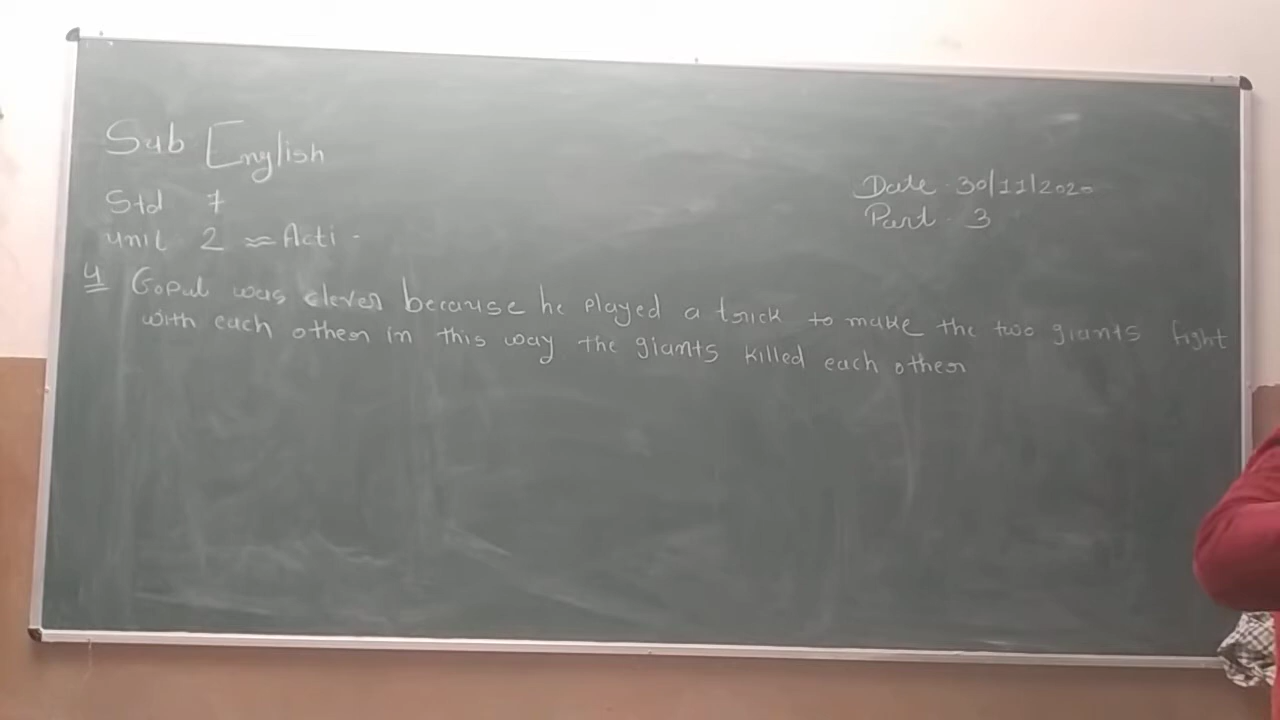 Sub English
Std 7
Date 30/11/2020
unit 2 ≈ Acti -
Part 3
4 Gopal was clever because he played a trick to make the two giants fight
with each other in this way the giants killed each other